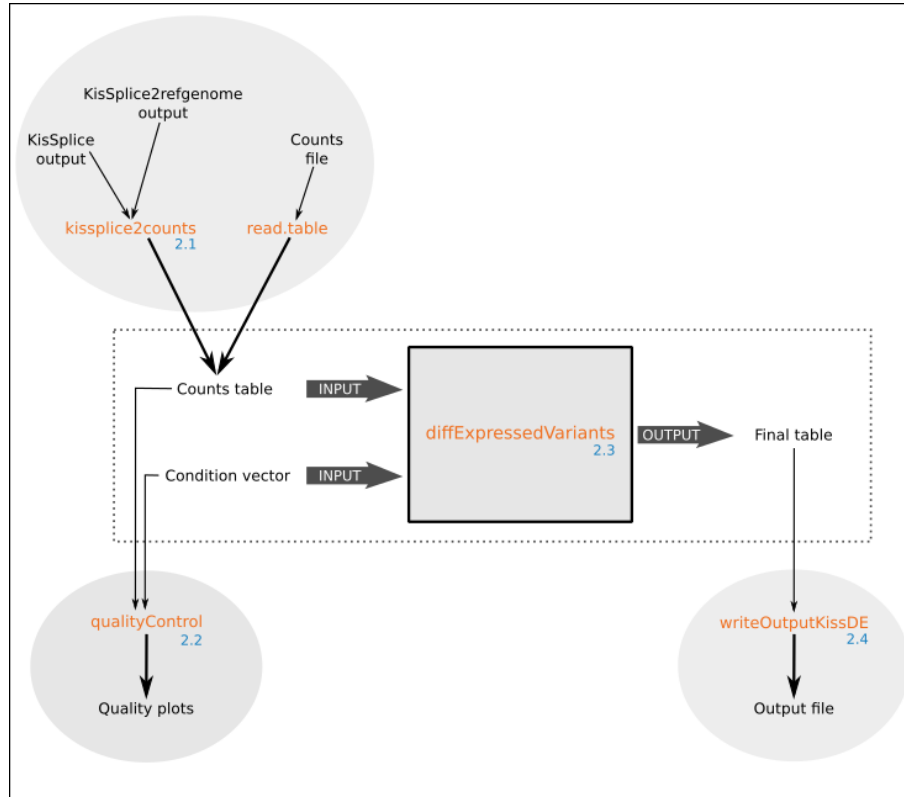 KisSplice2refgenome
output
KisSplice
output
Counts
file
kissplice2counts
2.1
read.table
Counts table
INPUT
diffExpressedVariants
2.3
OUTPUT
Final table
Condition vector
INPUT
qualityControl
2.2
Quality plots
writeOutputKissDE
2.4
Output file